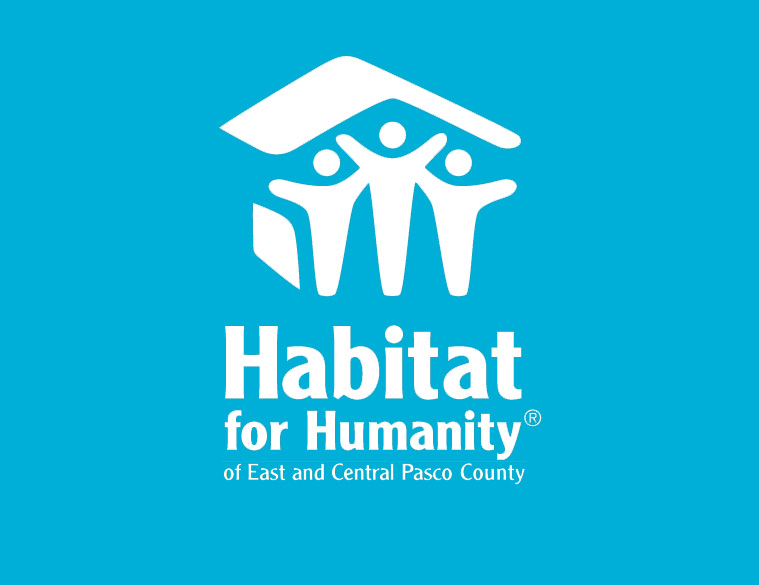 Habitat
for Humanity®
of East and Central Pasco County